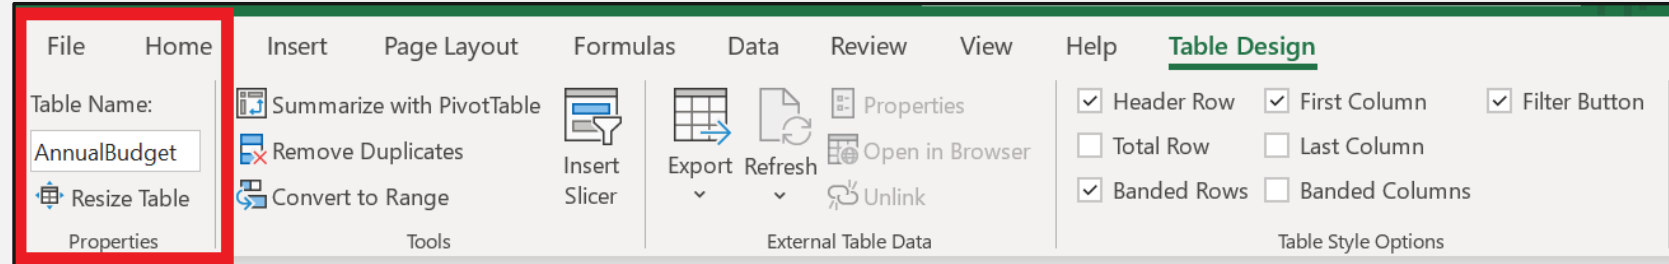 File Home Insert Page Layout Formulas Data Review View Help Table Design
Table Name:
AnnualBudget
Resize Table
Properties
Summarize with PivotTable
Remove Duplicates
Convert to Range
Insert
Slicer
Tools
Export
Refresh
Properties
Open in Browser
Unlink
External Table Data
Header Row
Total Row
Banded Rows
First Column
Last Column
Banded Columns
Filter Button
Table Style Options